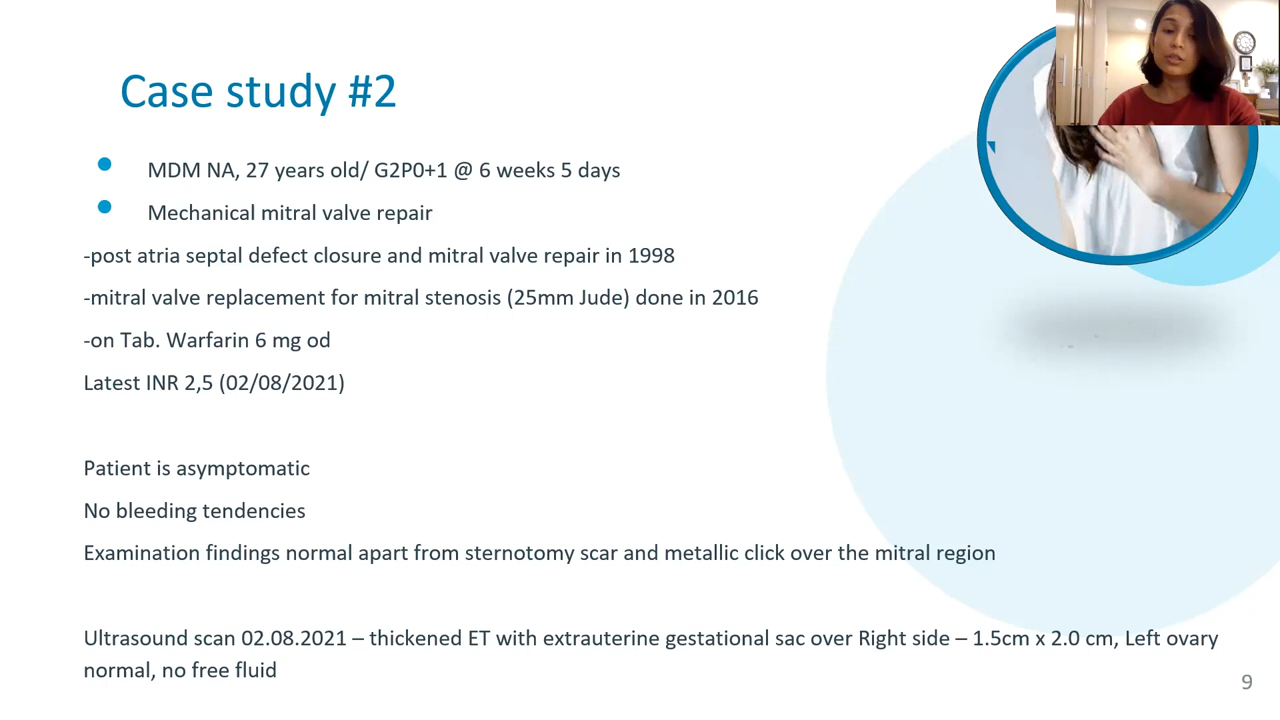 Case study #2
MDM NA, 27 years old/ G2P0+1 @ 6 weeks 5 days
Mechanical mitral valve repair
-post atria septal defect closure and mitral valve repair in 1998
-mitral valve replacement for mitral stenosis (25mm Jude) done in 2016
-on Tab. Warfarin 6 mg od
Latest INR 2,5 (02/08/2021)
Patient is asymptomatic
No bleeding tendencies
Examination findings normal apart from sternotomy scar and metallic click over the mitral region
Ultrasound scan 02.08.2021 – thickened ET with extrauterine gestational sac over Right side – 1.5cm x 2.0 cm, Left ovary
normal, no free fluid
9